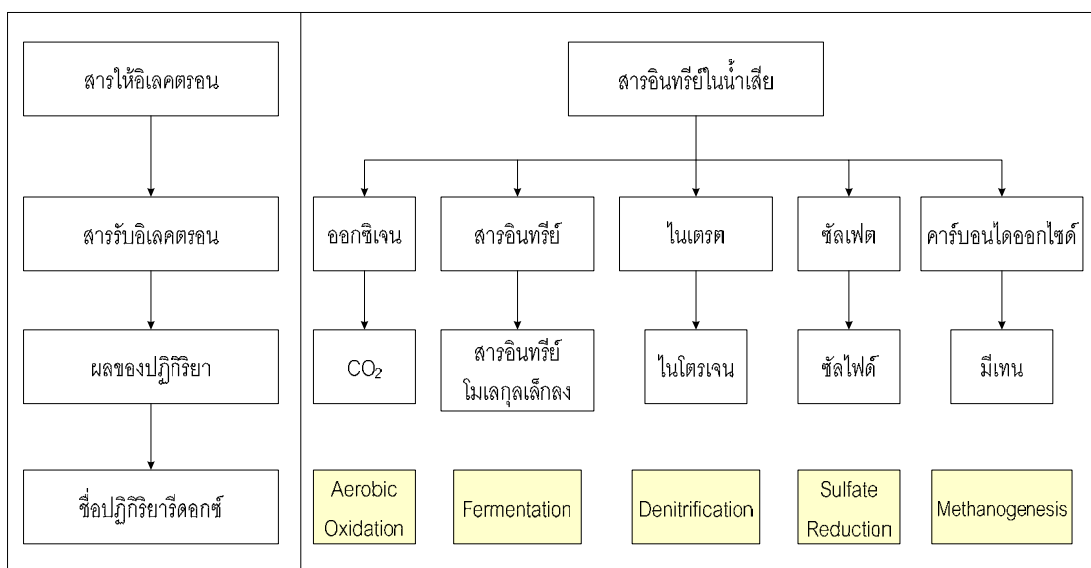 สารให้อิเลคตรอน
สารรับอิเลคตรอน
ผลของปฏิกิริยา
ชื่อปฏิกิริยารีดอกซ์
สารอินทรีย์ในน้ำเสีย
ออกซิเจน
สารอินทรีย์
ไนเตรต
ซัลเฟต
คาร์บอนไดออกไซด์
CO₂
สารอินทรีย์
โมเลกุลเล็กลง
ไนโตรเจน
ซัลไฟด์
มีเทน
Aerobic
Oxidation
Fermentation
Denitrification
Sulfate
Reduction
Methanogenesis